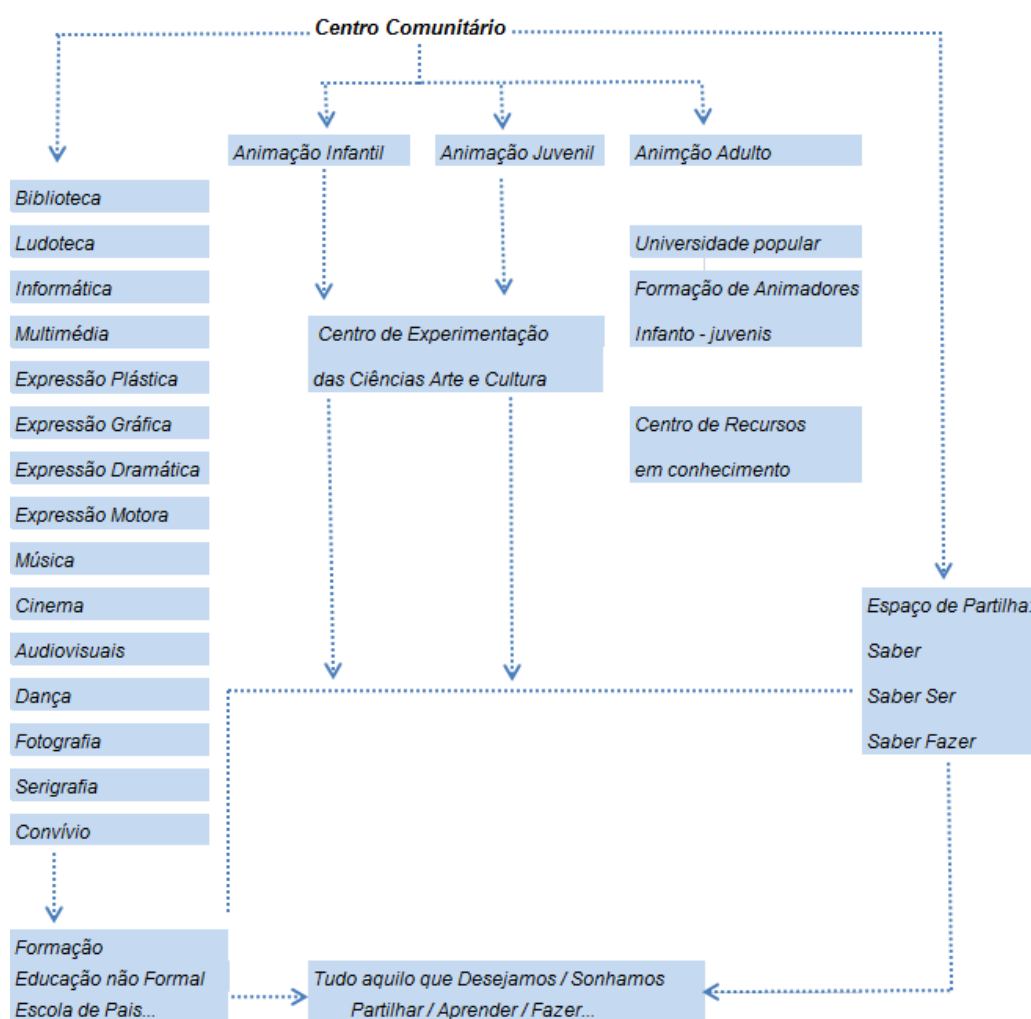 Centro Comunitário
Animação Infantil
Animação Juvenil
Animção Adulto
Biblioteca
Ludoteca
Informática
Multimédia
Expressão Plástica
Expressão Gráfica
Expressão Dramática
Expressão Motora
Música
Cinema
Audiovisuais
Dança
Fotografia
Serigrafia
Convívio
Universidade popular
Formação de Animadores
Infanto - juvenis
Centro de Experimentação
das Ciências Arte e Cultura
Centro de Recursos
em conhecimento
Espaço de Partilha:
Saber
Saber Ser
Saber Fazer
Formação
Educação não Formal
Escola de Pais...
Tudo aquilo que Desejamos / Sonhamos
Partilhar / Aprender / Fazer...